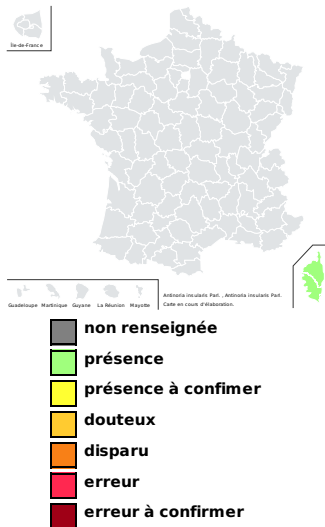 Île-de-France
Guadeloupe Martinique Guyane La Réunion Mayotte
Antinoria insularis Parl. , Antinoria insularis Parl.
Carte en cours d'élaboration.
non renseignée
présence
présence à confimer
douteux
disparu
erreur
erreur à confirmer